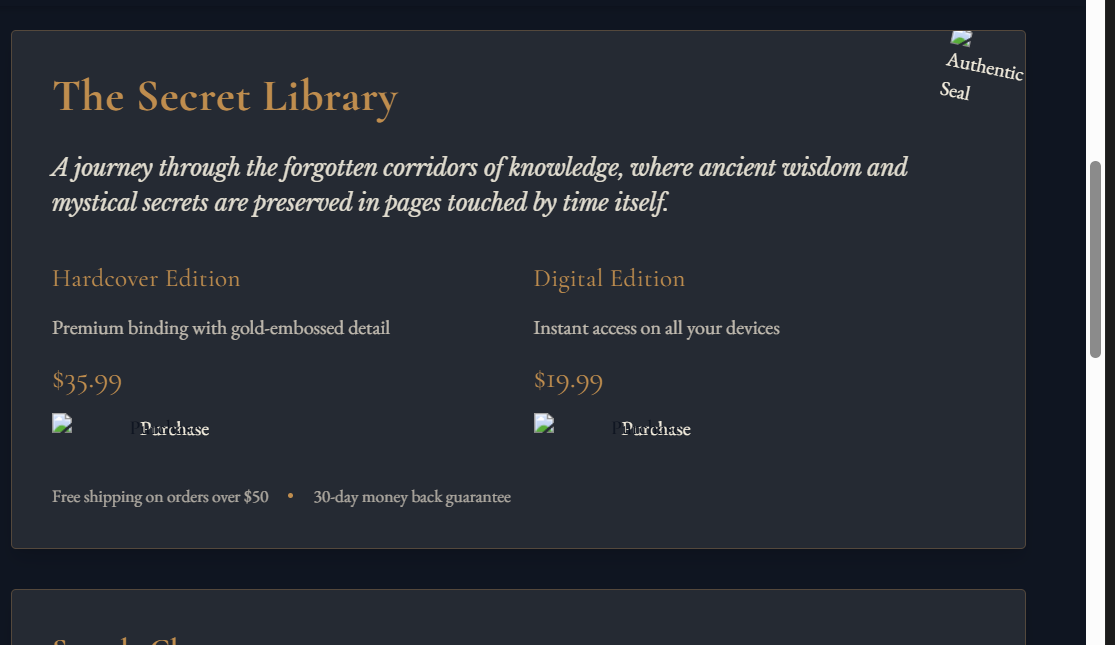 Authentic
Seal
The Secret Library
A journey through the forgotten corridors of knowledge, where ancient wisdom and
mystical secrets are preserved in pages touched by time itself.
Hardcover Edition
Digital Edition
Premium binding with gold-embossed detail
Instant access on all your devices
$35.99
$19.99
Purchase
Purchase
Free shipping on orders over $50 • 30-day money back guarantee